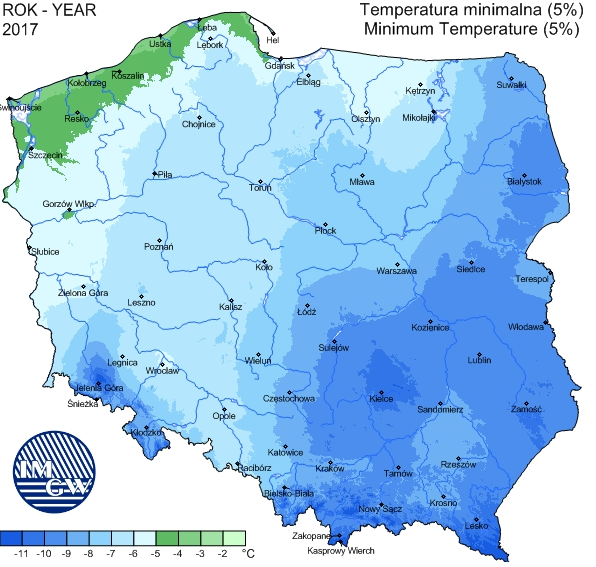 ROK - YEAR
2017
Temperatura minimalna (5%)
Minimum Temperature (5%)
Łeba
Hel
Ustka
Lębork
Gdańsk
Koszalin
Kołobrzeg
Elbląg
Kętrzyn
Suwałki
Świnoujście
Resko
Chojnice
Olsztyn
Mikołajki
Szczecin
Piła
Toruń
Mława
Białystok
Gorzów Wlkp.
Płock
Słubice
Poznań
Koło
Warszawa
Siedlce
Terespol
Zielona Góra
Leszno
Kalisz
Łódź
Kozienice
Włodawa
Sulejów
Legnica
Wrocław
Wieluń
Lublin
Jelenia Góra
Śnieżka
Częstochowa
Kielce
Sandomierz
Zamość
Opole
Kłodzko
Katowice
Racibórz
Kraków
Tarnów
Rzeszów
Bielsko-Biała
Nowy Sącz
Krosno
Lesko
Zakopane
Kasprowy Wierch
IM
GW
-11 -10 -9 -8 -7 -6 -5 -4 -3 -2 °C